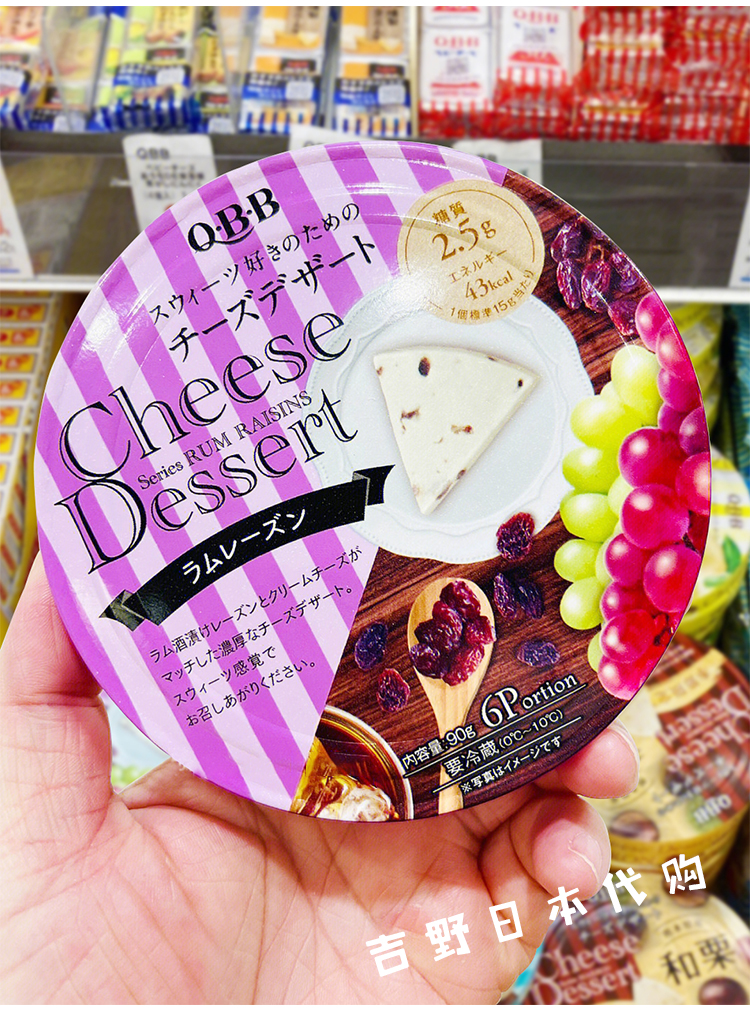 Q·B·B
スウィーツ好きのための
チーズデザート
Cheese
Series RUM RAISINS
Dessert
ラムレーズン
ラム酒漬けレーズンとクリームチーズが
マッチした濃厚なチーズデザート。
スウィーツ感覚で
お召しあがりください。
糖質
2.5g
エネルギー
43kcal
1個標準15g当たり
6Portion
内容量:90g
要冷蔵(0℃~10℃)
※写真はイメージです
吉野日本代购
QBB
QBB
Cheese
Dessert
和栗